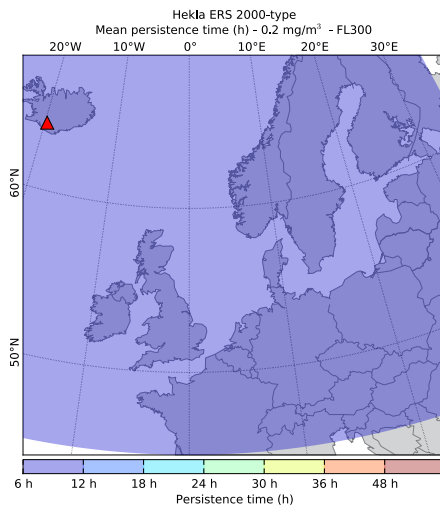 Hekla ERS 2000-type
Mean persistence time (h) - 0.2 mg/m³ - FL300
20°W 10°W 0°E 10°E 20°E 30°E
60°N
50°N
6 h 12 h 18 h 24 h 30 h 36 h 48 h
Persistence time (h)